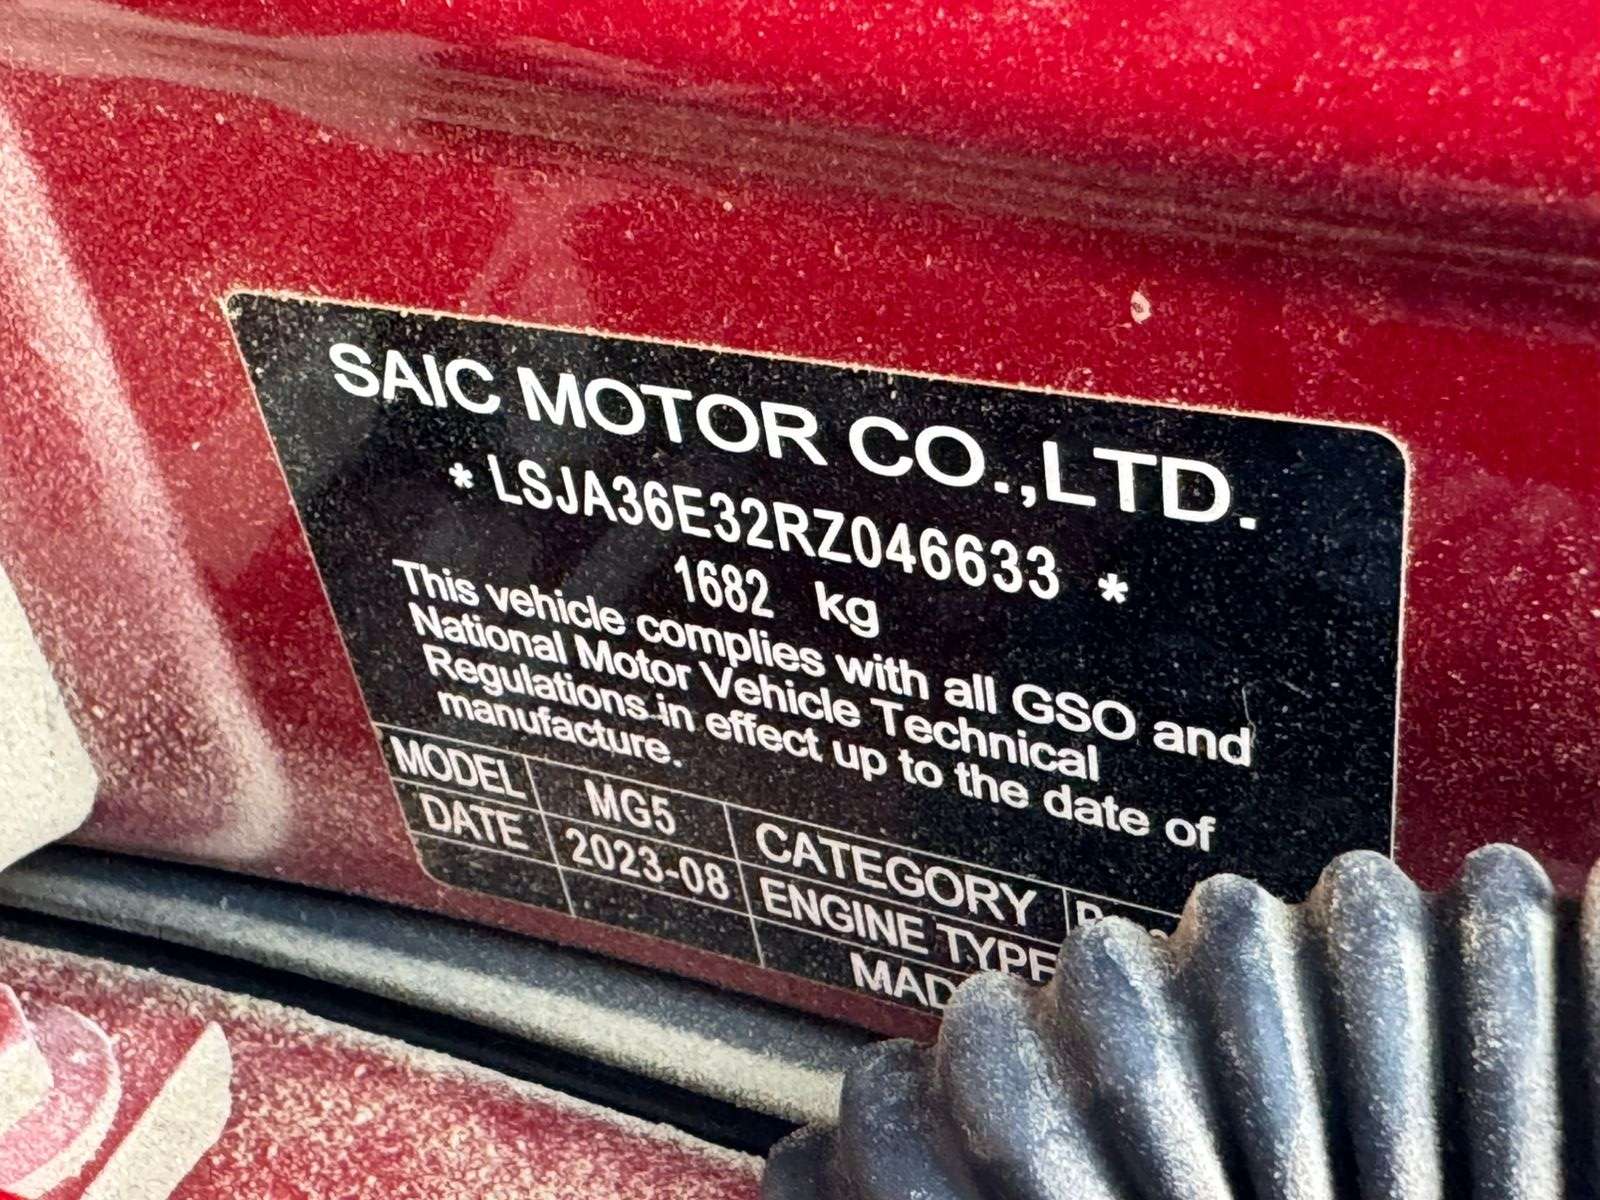 SAIC MOTOR CO.,LTD.
* LSJA36E32RZ046633 *
1682 kg
This vehicle complies with all GSO and
National Motor Vehicle Technical
Regulations in effect up to the date of
manufacture.
MODEL MG5 CATEGORY
DATE 2023-08 ENGINE TYPE